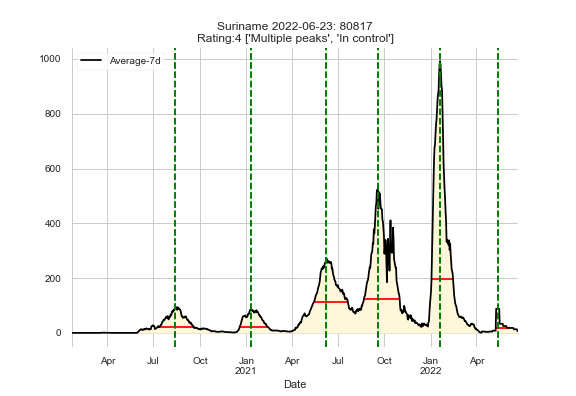 Suriname 2022-06-23: 80817
Rating:4 ['Multiple peaks', 'In control']
Average-7d
1000
800
600
400
200
0
Apr Jul Oct Jan Apr Jul Oct Jan Apr
2021 2022
Date